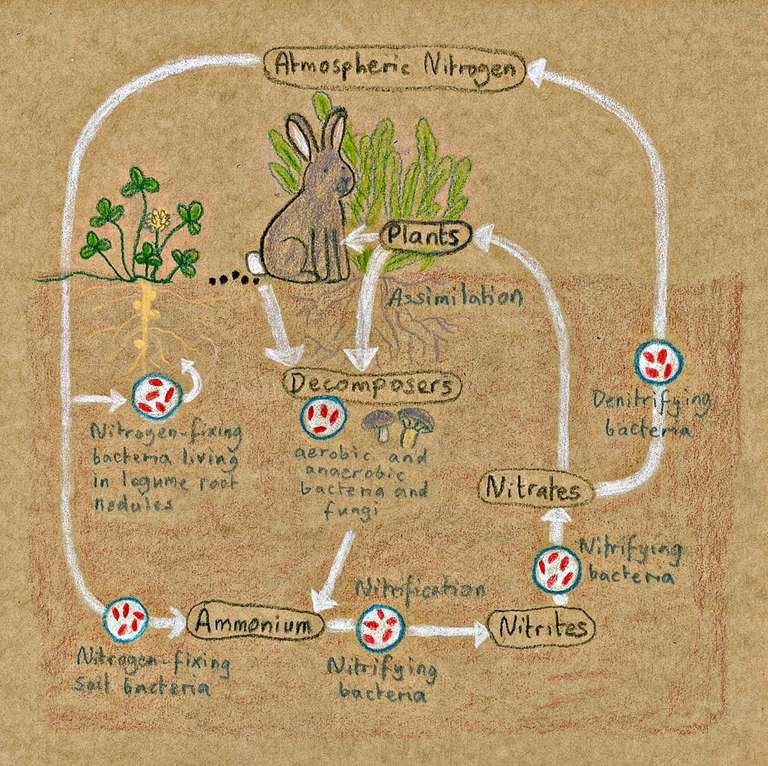 Atmospheric Nitrogen
Plants
Assimilation
Decomposers
aerobic and
anaerobic
bacteria and
fungi
Denitrifying
bacteria
Nitrogen-fixing
bacteria living
in legume root
nodules
Nitrates
Nitrifying
bacteria
Nitrification
Ammonium
Nitrites
Nitrogen-fixing
soil bacteria
Nitrifying
bacteria